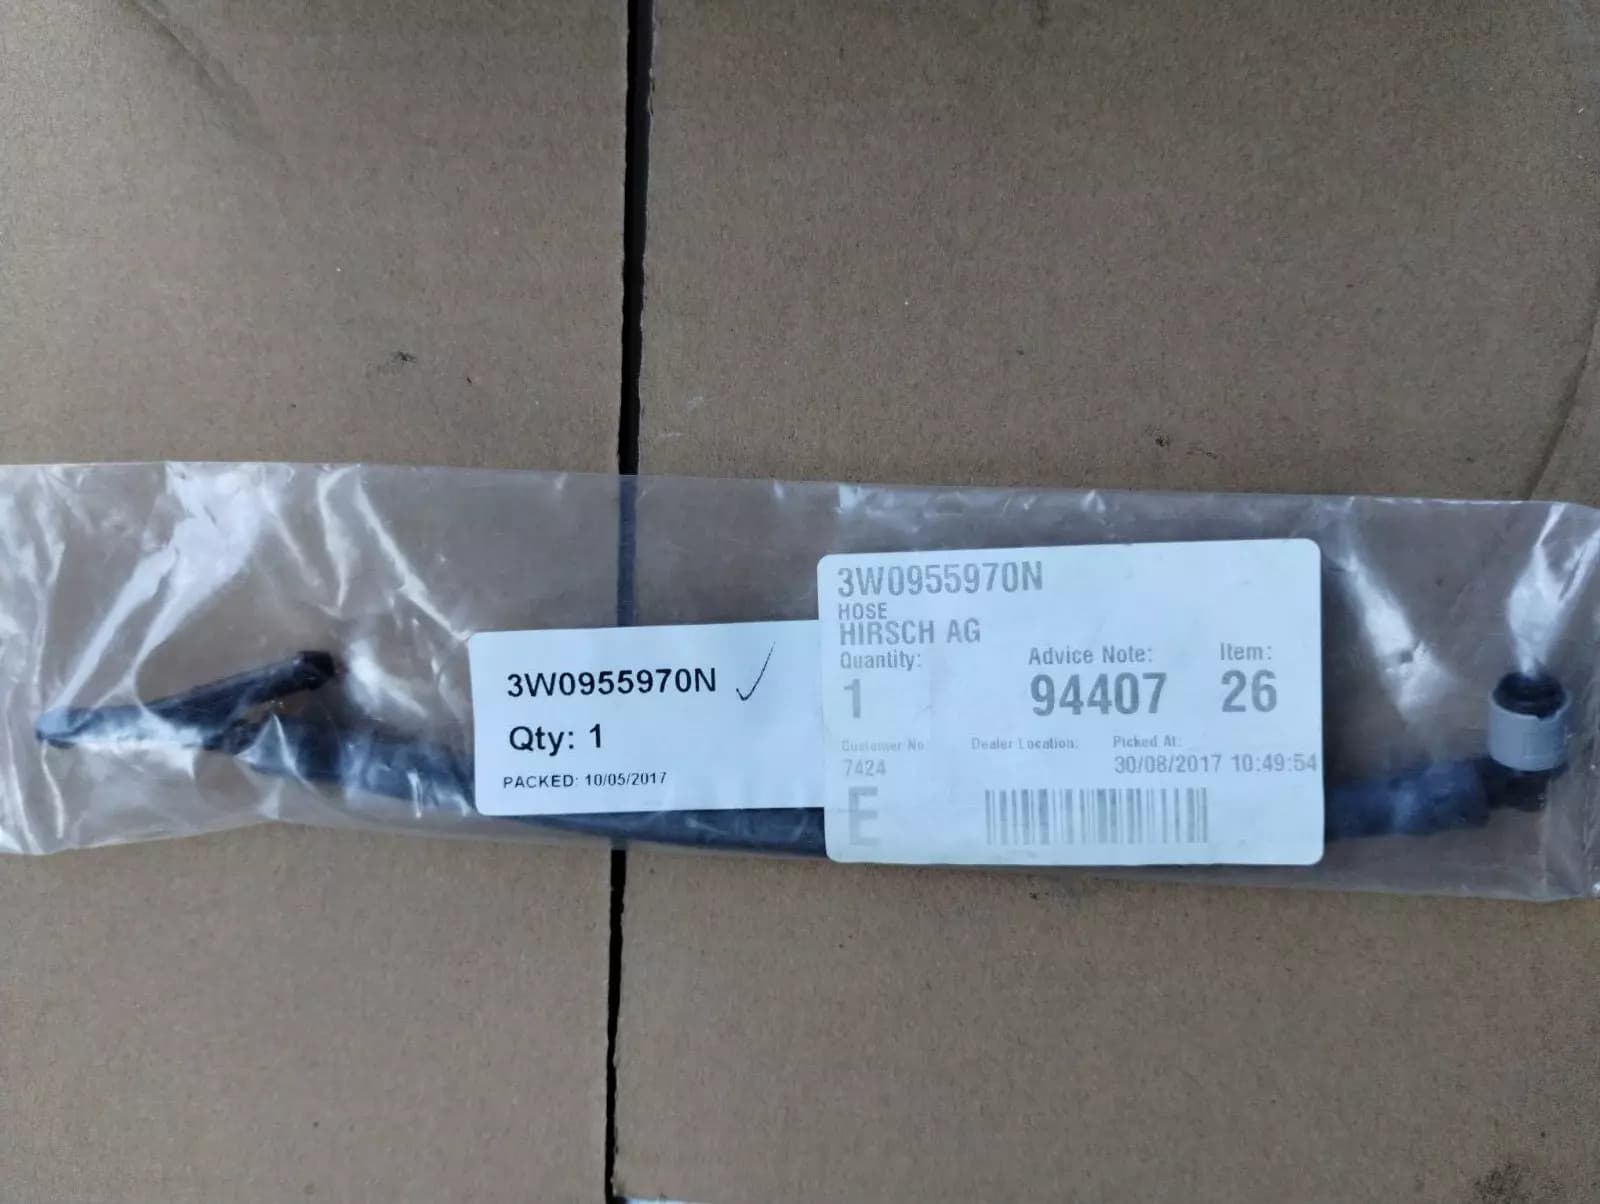 3W0955970N
Qty: 1
PACKED: 10/05/2017
3W0955970N
HOSE
HIRSCH AG
Quantity: Advice Note: Item:
1 94407 26
Customer No Dealer Location: Picked At:
7424 30/08/2017 10:49:54
E